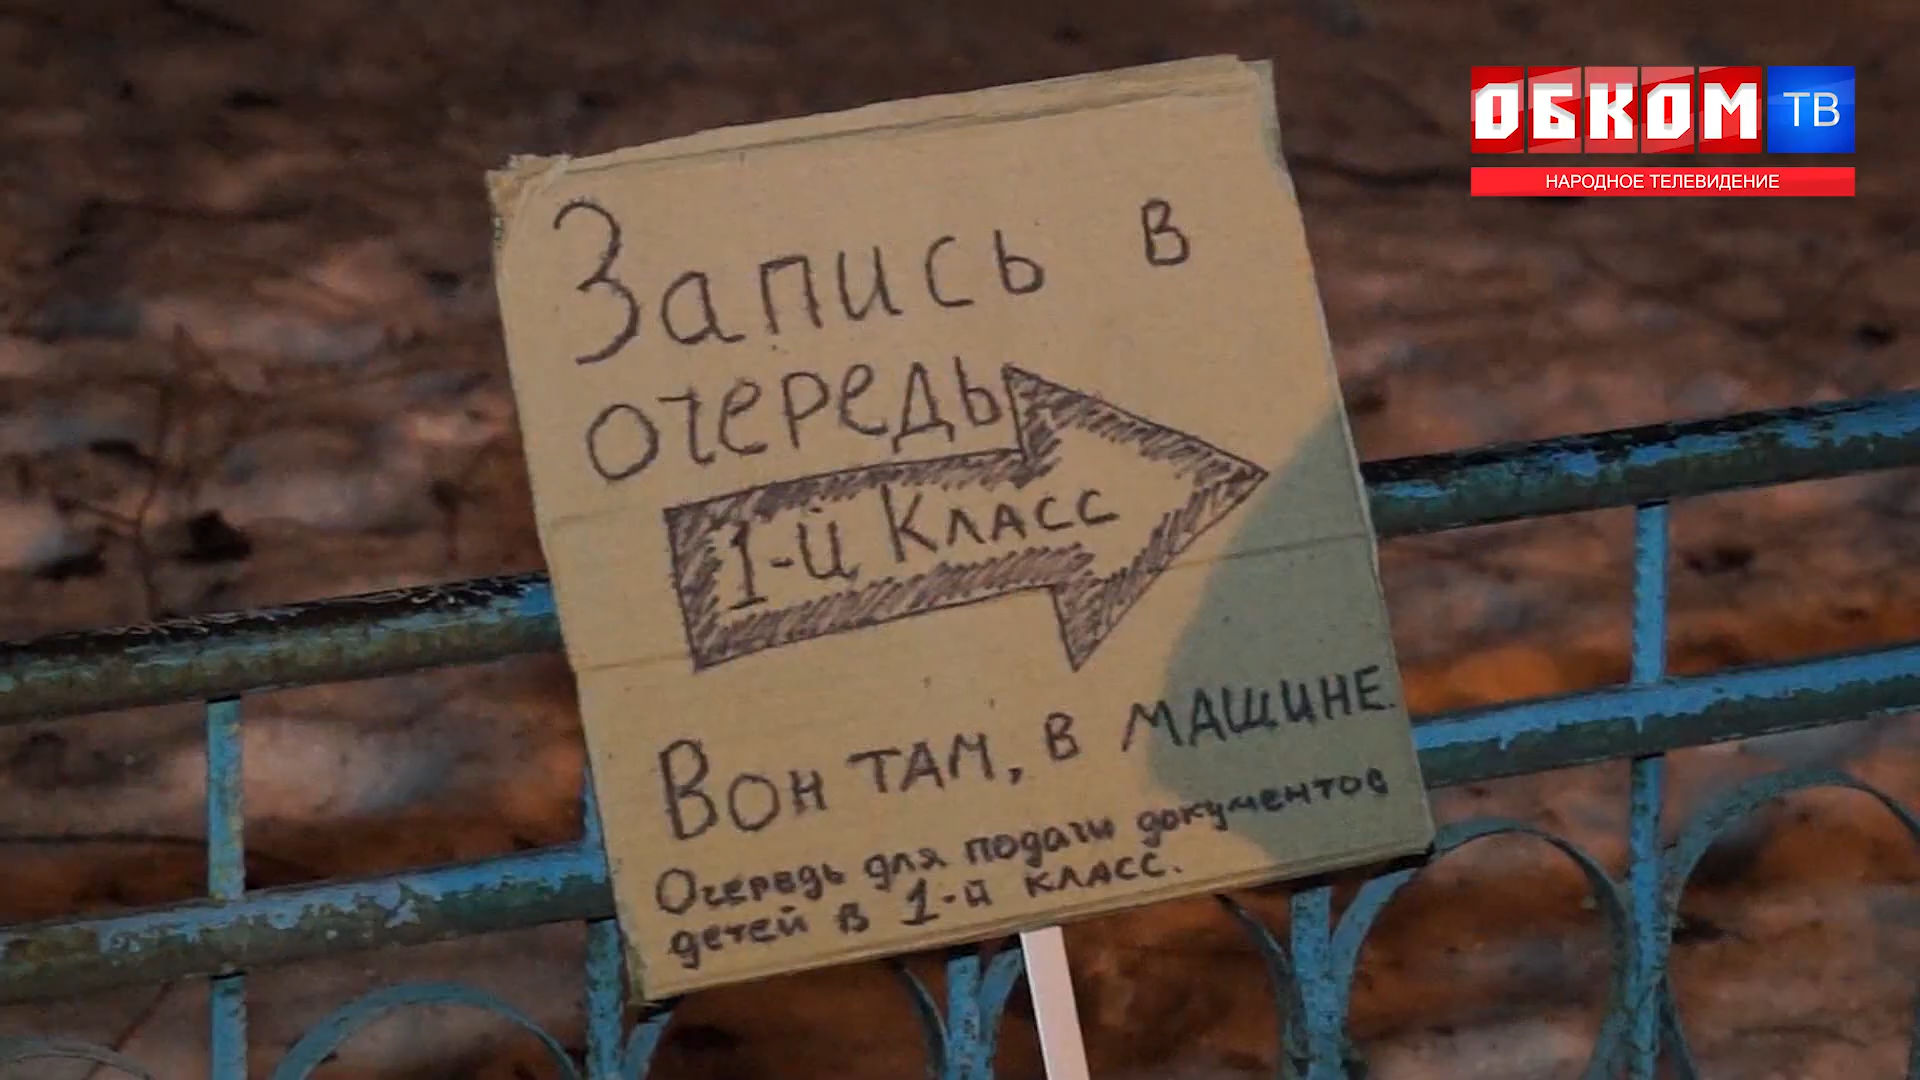 ОБКОМ ТВ
НАРОДНОЕ ТЕЛЕВИДЕНИЕ
Запись в
очередь
1-й Класс
Вон там, в машине.
Очередь для подачи документов
детей в 1-й класс.